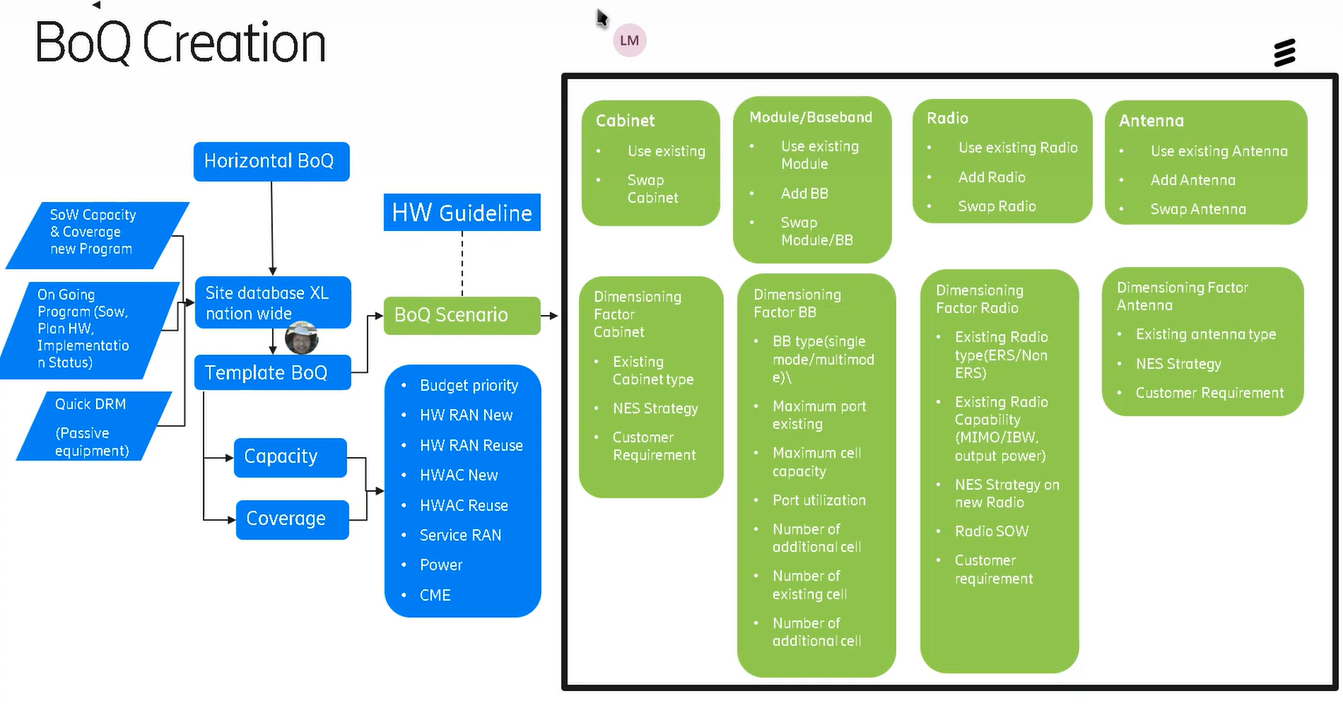 BoQ Creation
LM
Horizontal BoQ
SoW Capacity
& Coverage
new Program
On Going
Program (Sow,
Plan HW,
Implementatio
n Status)
Quick DRM
(Passive
equipment)
Site database XL
nation wide
Template BoQ
Capacity
Coverage
HW Guideline
BoQ Scenario
• Budget priority
• HW RAN New
• HW RAN Reuse
• HWAC New
• HWAC Reuse
• Service RAN
• Power
• CME
Cabinet
• Use existing
• Swap
Cabinet
Module/Baseband
• Use existing
Module
• Add BB
• Swap
Module/BB
Radio
• Use existing Radio
• Add Radio
• Swap Radio
Antenna
• Use existing Antenna
• Add Antenna
• Swap Antenna
Dimensioning
Factor
Cabinet
• Existing
Cabinet type
• NES Strategy
• Customer
Requirement
Dimensioning
Factor BB
• BB type(single
mode/multimod
e)\
• Maximum port
existing
• Maximum cell
capacity
• Port utilization
• Number of
additional cell
• Number of
existing cell
• Number of
additional cell
Dimensioning
Factor Radio
• Existing Radio
type(ERS/Non
ERS)
• Existing Radio
Capability
(MIMO/IBW,
output power)
• NES Strategy on
new Radio
• Radio SOW
• Customer
requirement
Dimensioning Factor
Antenna
• Existing antenna type
• NES Strategy
• Customer Requirement